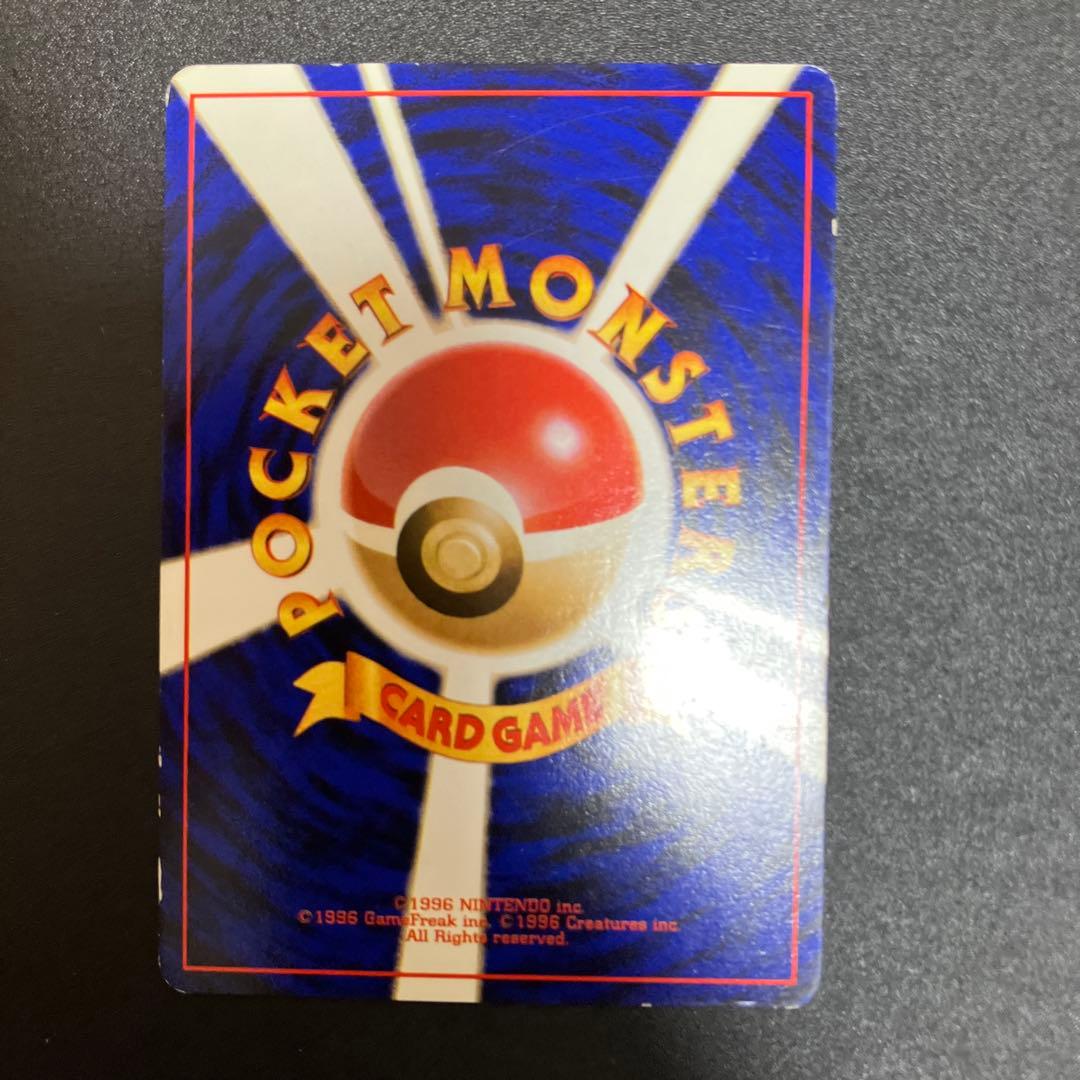 POCKET MONSTERS
CARD GAME
©1996 NINTENDO inc.
©1996 GameFreak inc. ©1996 Creatures inc.
All Rights reserved.